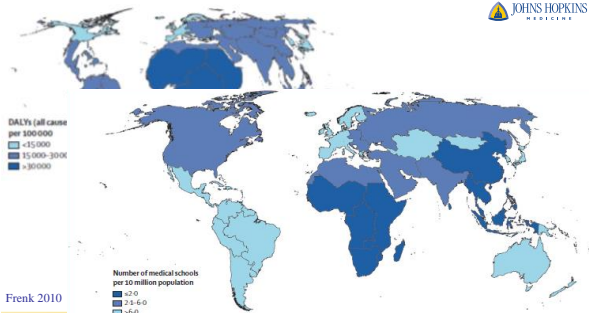 JOHNS HOPKINS
MEDICINE
DALYs (all cause
per 100 000
<15 000
15 000–3000
>30 000
Number of medical schools
per 10 million population
≤2·0
2·1–6·0
>6·0
Frenk 2010